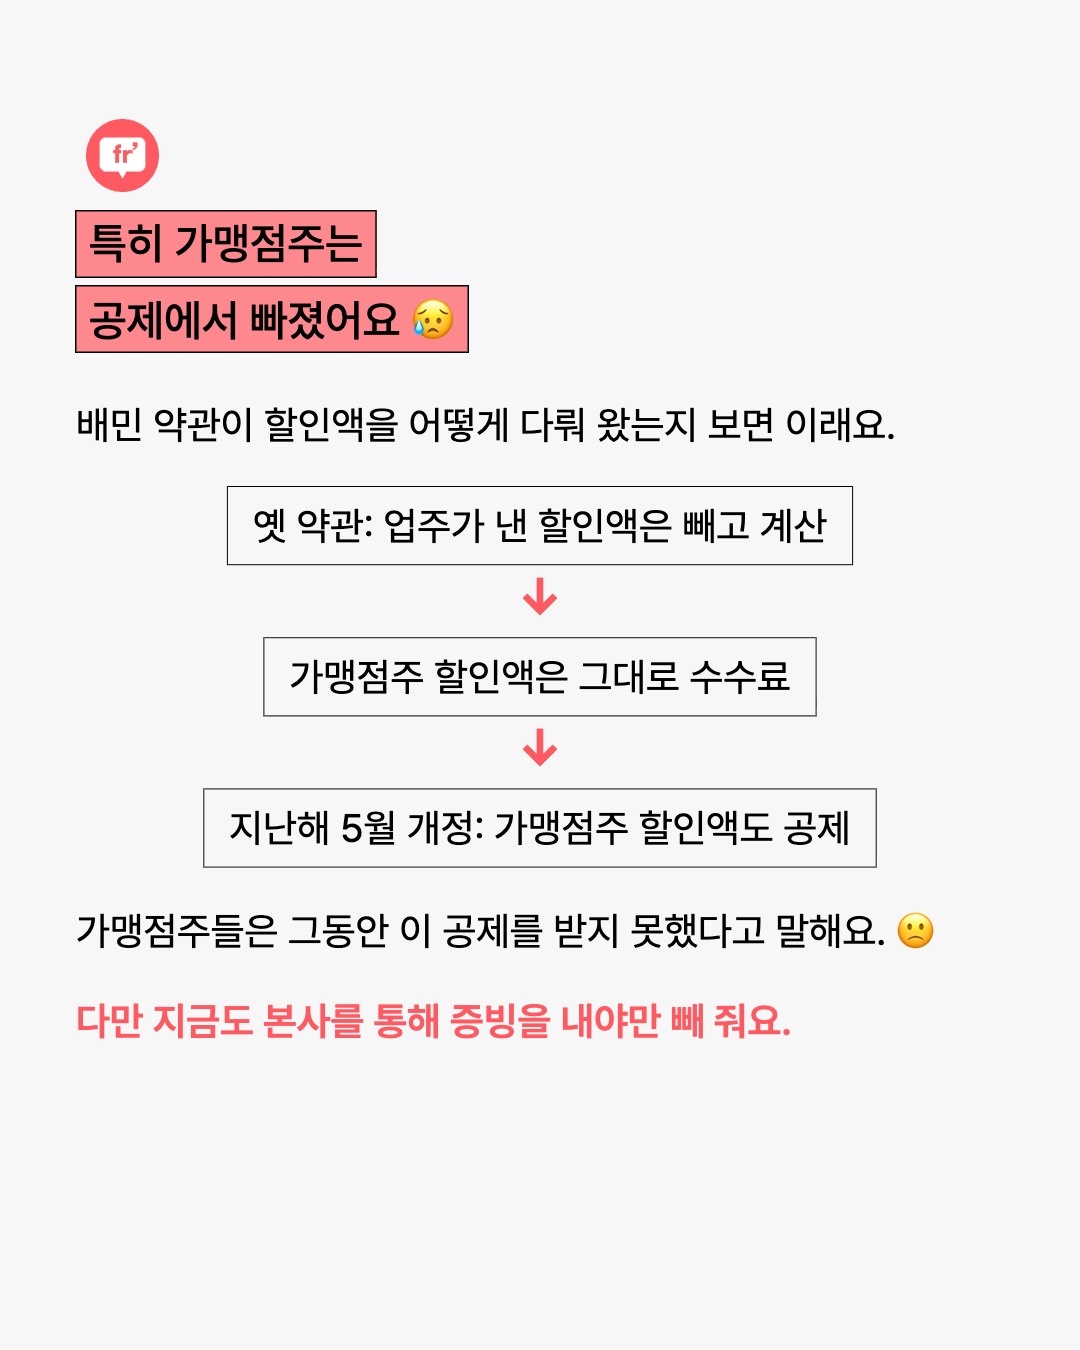 fr'
특히 가맹점주는
공제에서 빠졌어요 😥
배민 약관이 할인액을 어떻게 다뤄 왔는지 보면 이래요.
옛 약관: 업주가 낸 할인액은 빼고 계산
↓
가맹점주 할인액은 그대로 수수료
↓
지난해 5월 개정: 가맹점주 할인액도 공제
가맹점주들은 그동안 이 공제를 받지 못했다고 말해요. 🙁
다만 지금도 본사를 통해 증빙을 내야만 빼 줘요.